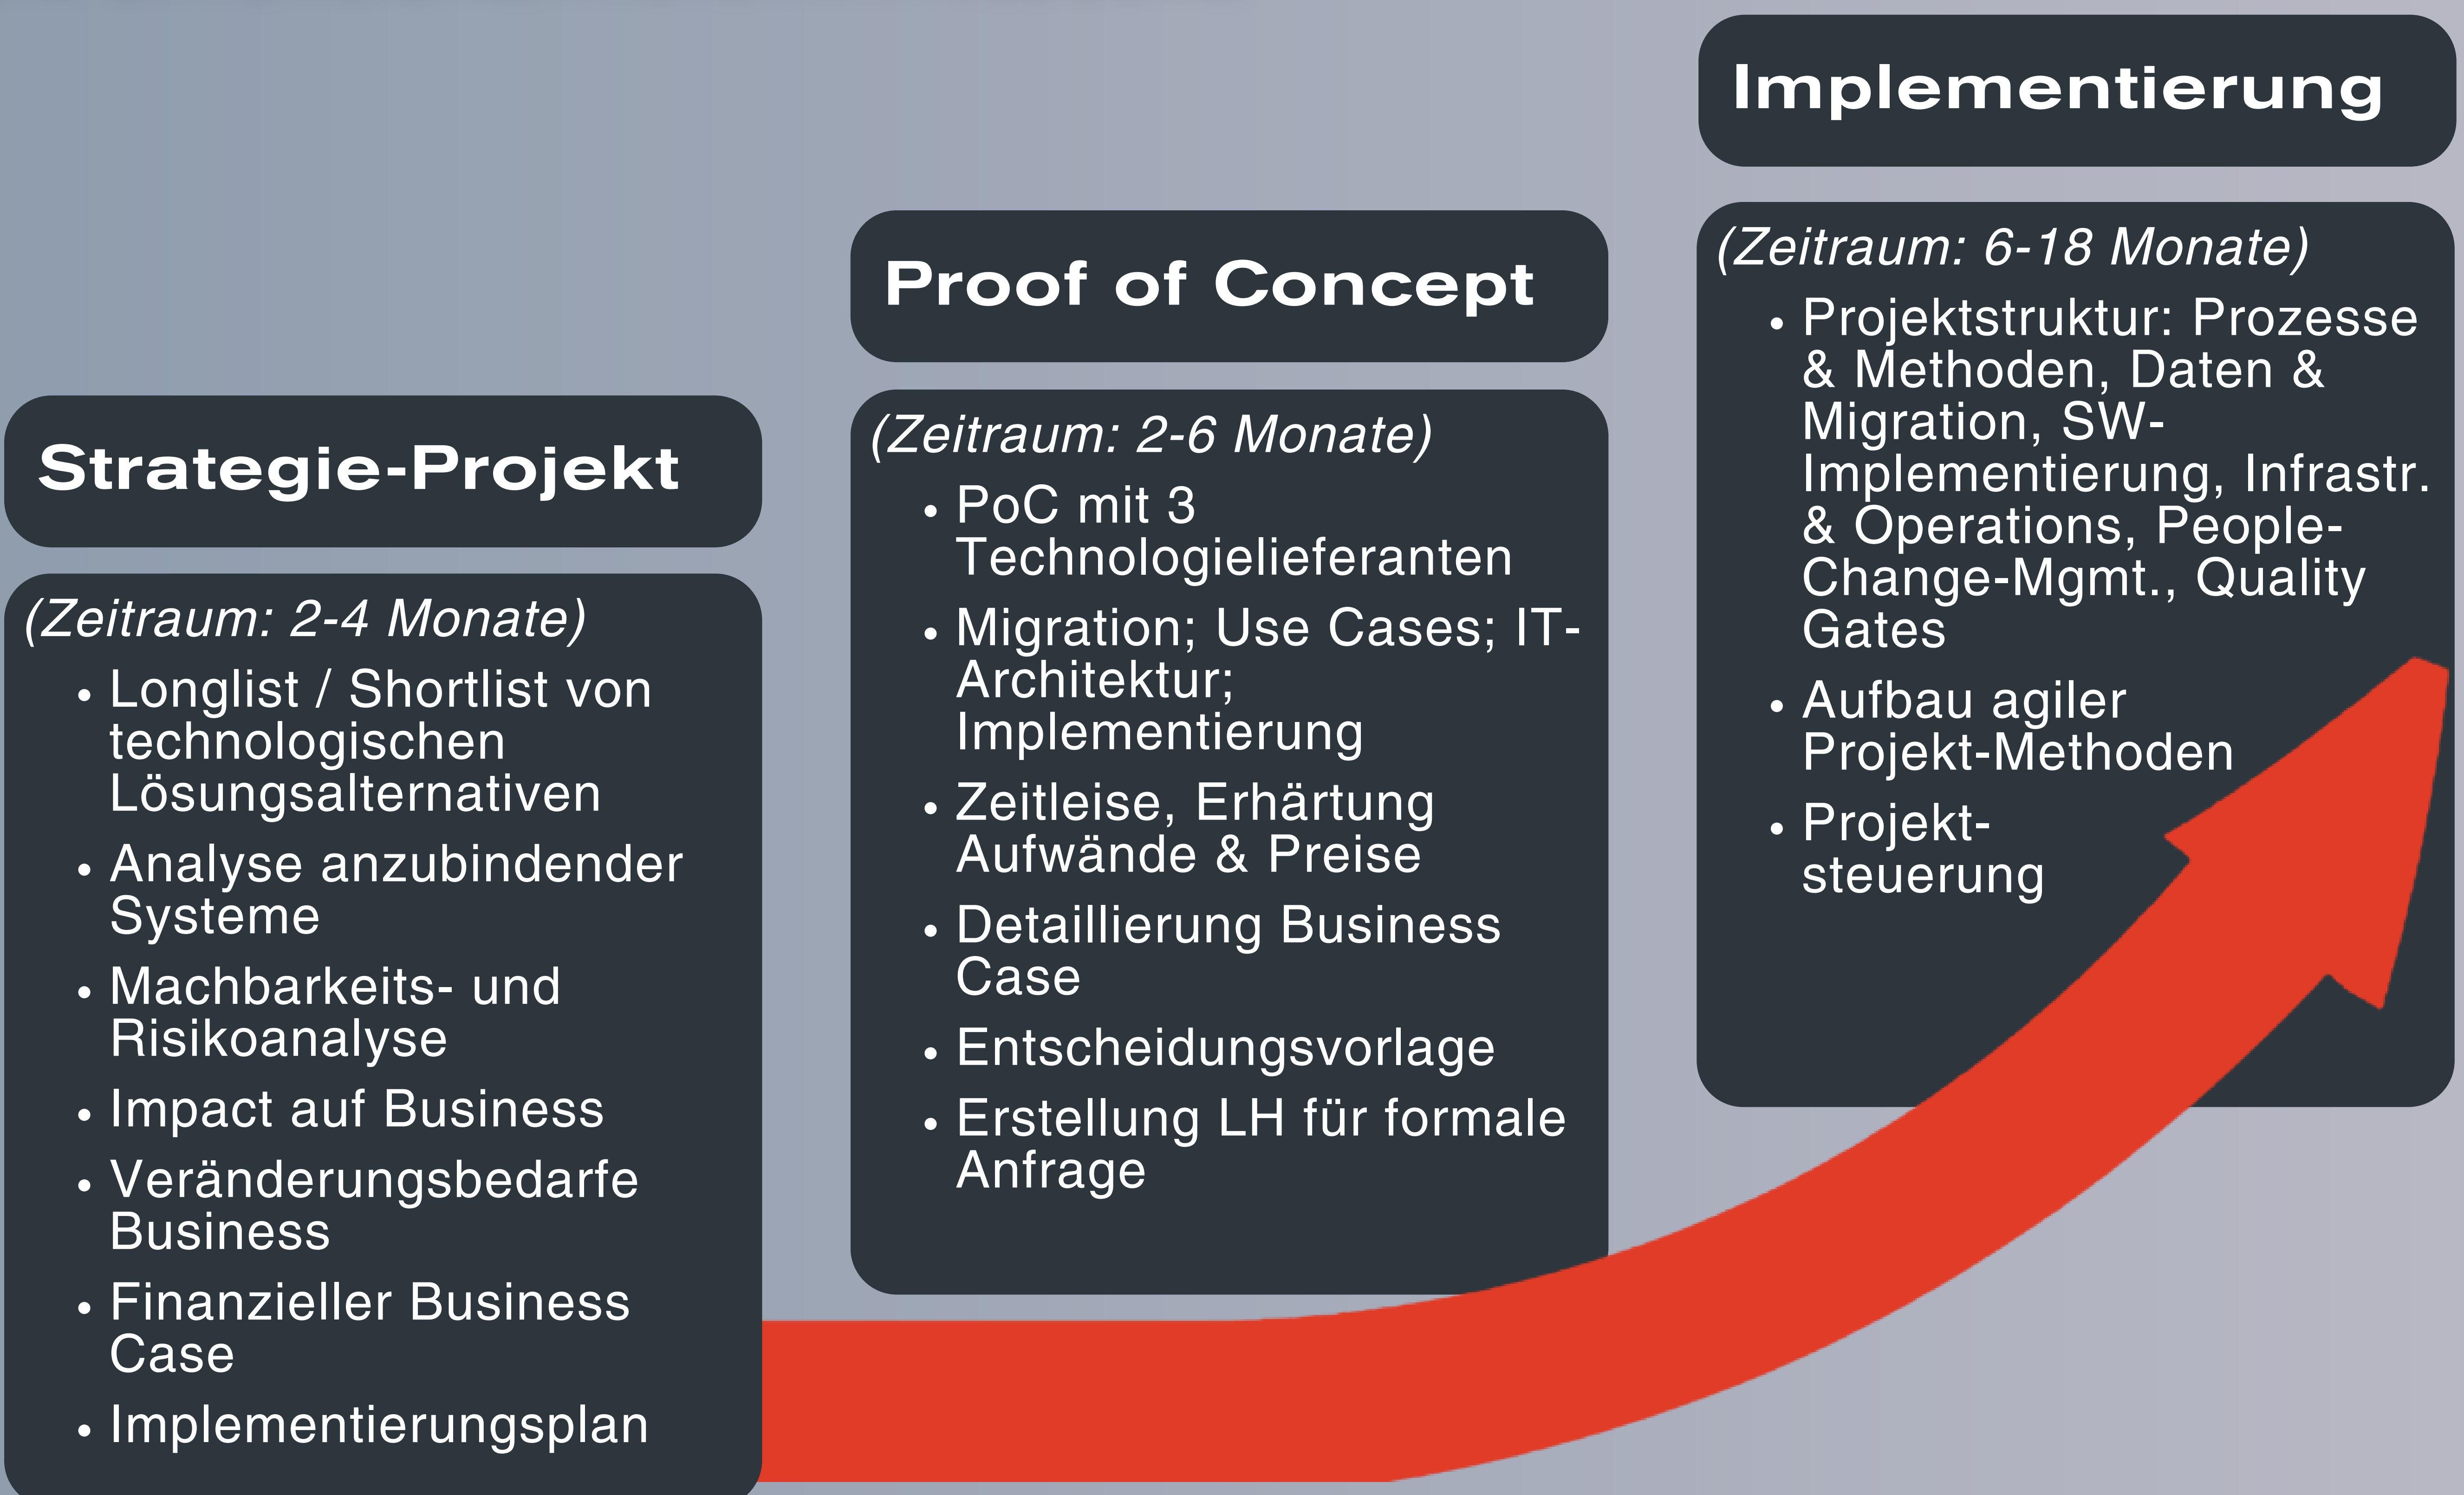 Strategie-Projekt
(Zeitraum: 2-4 Monate)
• Longlist / Shortlist von
technologischen
Lösungsalternativen
• Analyse anzubindender
Systeme
• Machbarkeits- und
Risikoanalyse
• Impact auf Business
• Veränderungsbedarfe
Business
• Finanzieller Business
Case
• Implementierungsplan
Proof of Concept
(Zeitraum: 2-6 Monate)
• PoC mit 3
Technologielieferanten
• Migration; Use Cases; IT-
Architektur;
Implementierung
• Zeitleise, Erhärtung
Aufwände & Preise
• Detaillierung Business
Case
• Entscheidungsvorlage
• Erstellung LH für formale
Anfrage
Implementierung
(Zeitraum: 6-18 Monate)
• Projektstruktur: Prozesse
& Methoden, Daten &
Migration, SW-
Implementierung, Infrastr.
& Operations, People-
Change-Mgmt., Quality
Gates
• Aufbau agiler
Projekt-Methoden
• Projekt-
steuerung